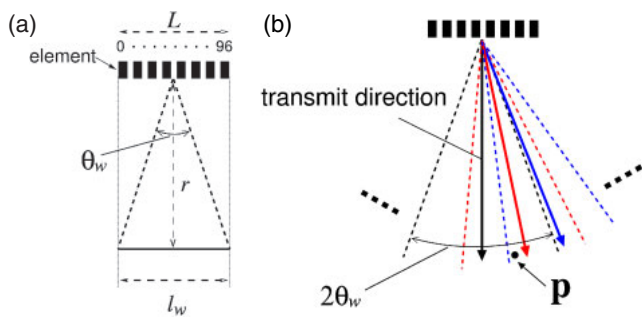 (a)
L
0 . . . . . . . . 96
element
θw
r
lw
(b)
transmit direction
2θw
p